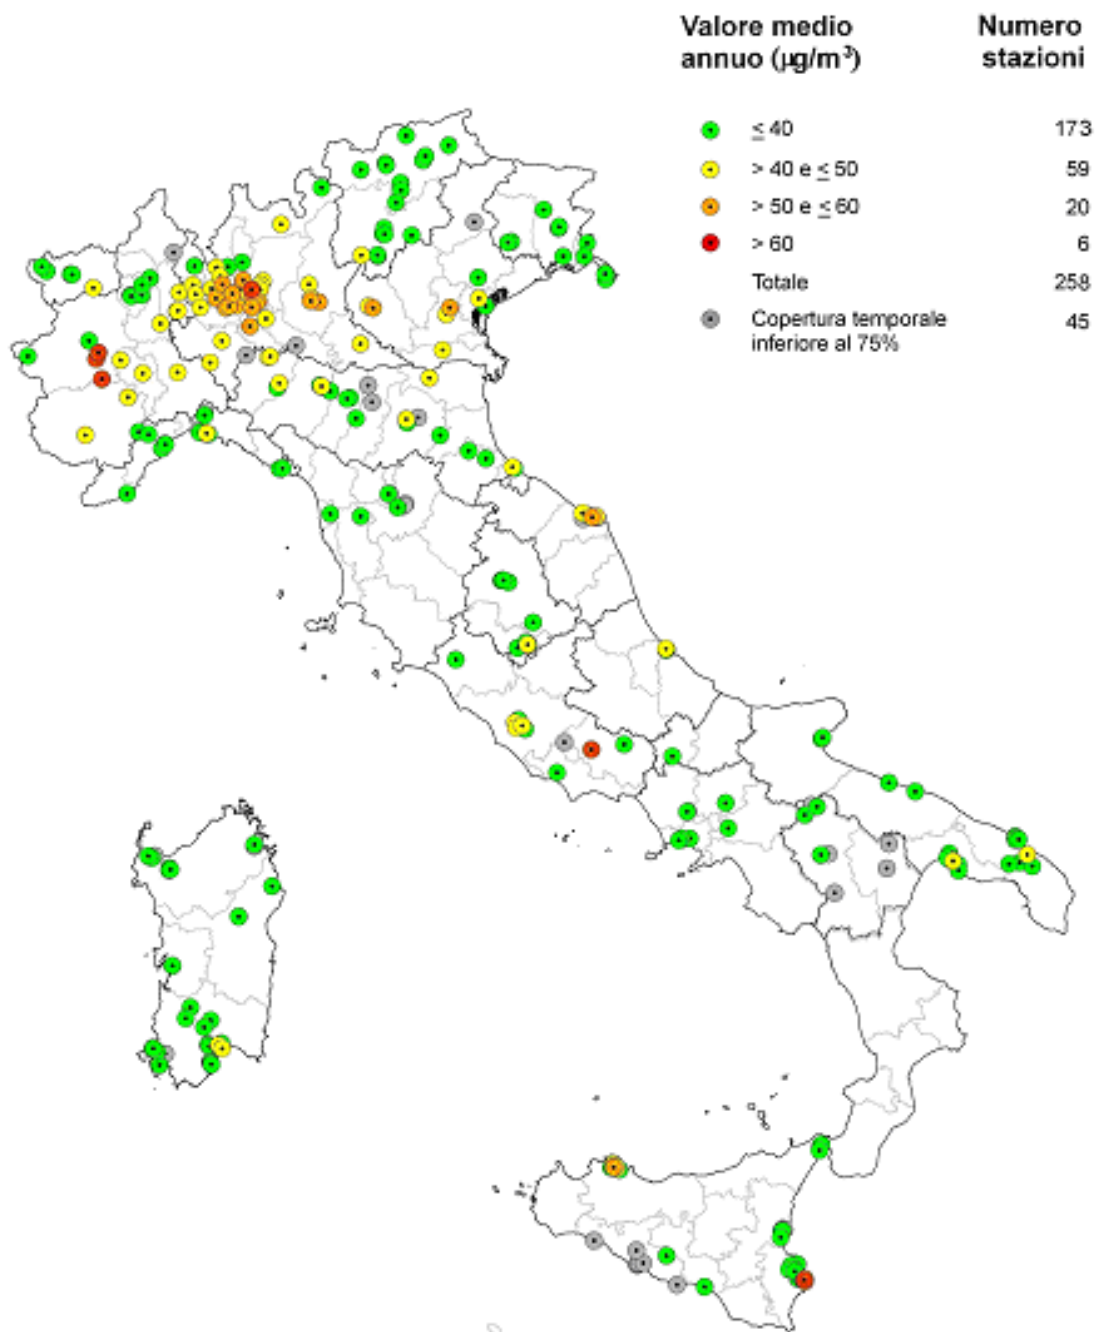 Valore medio annuo (µg/m³)
Numero stazioni
≤ 40 173
> 40 e ≤ 50 59
> 50 e ≤ 60 20
> 60 6
Totale 258
Copertura temporale 45
inferiore al 75%